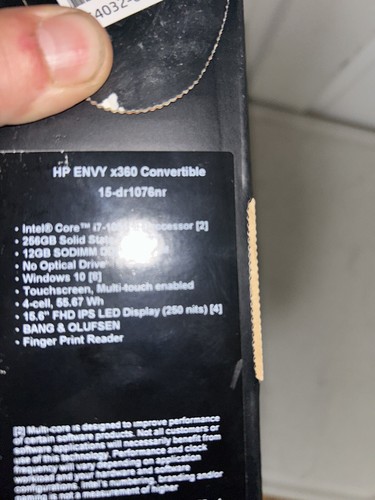 4032-
HP ENVY x360 Convertible
15-dr1076nr
• Intel® Core™ i7- Processor [2]
• 256GB Solid
• 12GB SODIMM
• No Optical Drive
• Windows 10 [8]
• Touchscreen, Multi-touch enabled
• 4-cell, 55.67 Wh
• 15.6" FHD IPS LED Display (250 nits) [4]
• BANG & OLUFSEN
• Finger Print Reader
[2] Multi-core is designed to improve performance
of certain software products. Not all customers or
software applications will necessarily benefit from
use of this technology. Performance and clock
frequency will vary depending on application
workload and your hardware and software
configurations. Intel's numbering, branding and/or
naming is not a measurement of higher